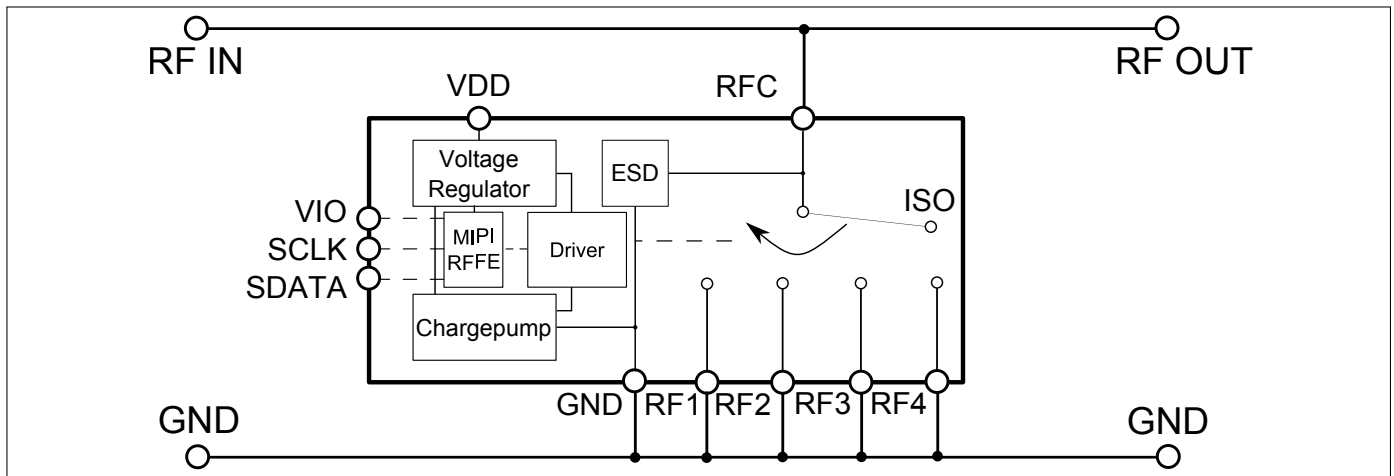 RF IN
RF OUT
VDD
RFC
Voltage
Regulator
ESD
ISO
VIO
SCLK
SDATA
MIPI
RFFE
Driver
Chargepump
GND
RF1
RF2
RF3
RF4
GND
GND